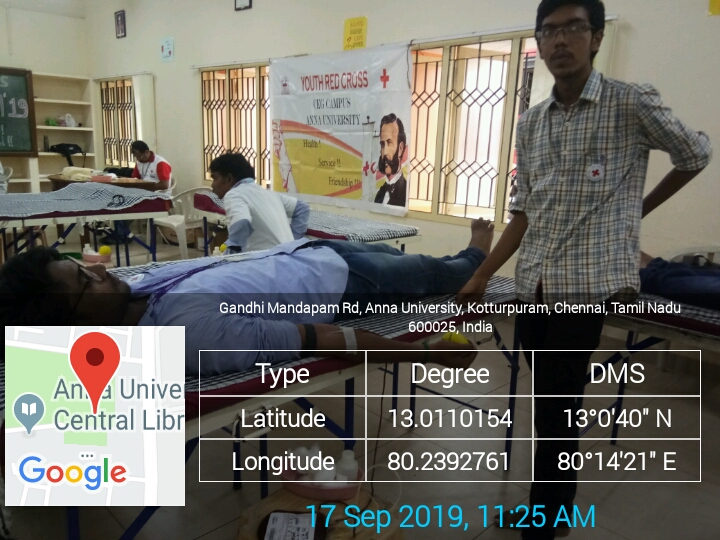 YOUTH RED CROSS
CEG CAMPUS
ANNA UNIVERSITY
Health !
Service !!
Friendship !!!
19
Gandhi Mandapam Rd, Anna University, Kotturpuram, Chennai, Tamil Nadu
600025, India
Type Degree DMS
Latitude 13.0110154 13°0'40" N
Longitude 80.2392761 80°14'21" E
Central Libr
Google
17 Sep 2019, 11:25 AM